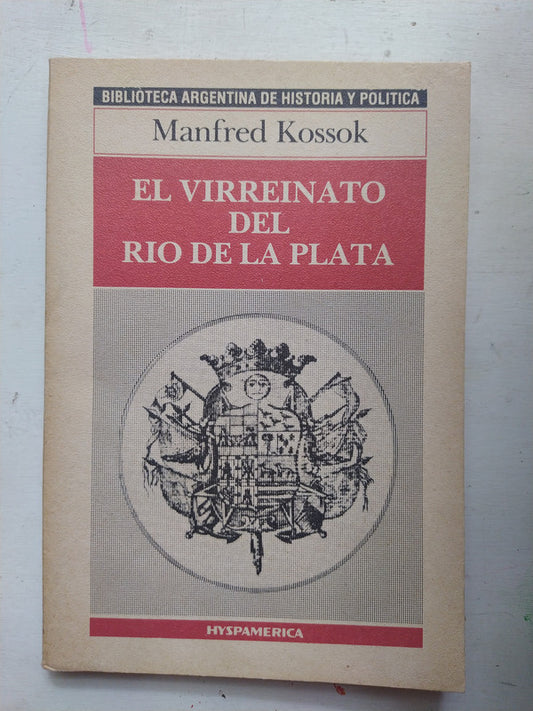 BIBLIOTECA ARGENTINA DE HISTORIA Y POLITICA
Manfred Kossok
EL VIRREINATO
DEL
RIO DE LA PLATA
HYSPAMERICA